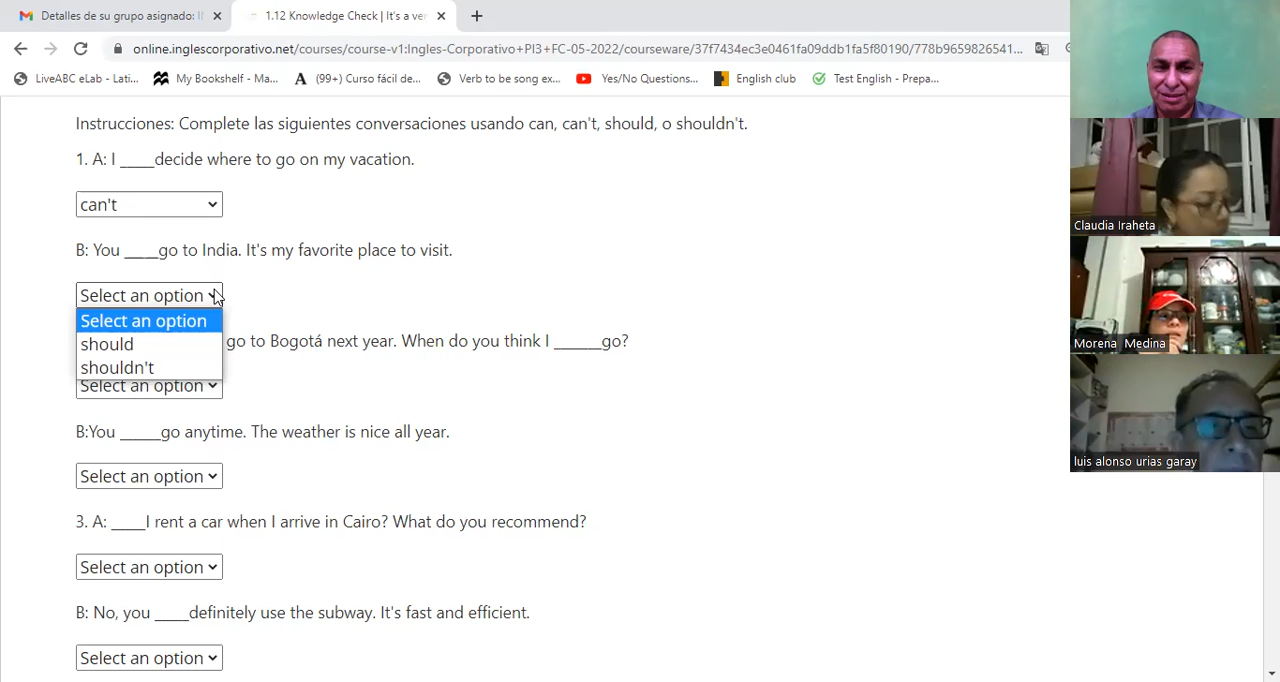 Detalles de su grupo asignado: I
1.12 Knowledge Check | It's a ver
online.inglescorporativo.net/courses/course-v1:Ingles-Corporativo+PI3+FC-05-2022/courseware/37f7434ec3e0461fa09ddb1fa5f80190/778b9659826541...
LiveABC eLab - Lati...
My Bookshelf - Ma...
(99+) Curso fácil de...
Verb to be song ex...
Yes/No Questions...
English club
Test English - Prepa...
Instrucciones: Complete las siguientes conversaciones usando can, can't, should, o shouldn't.
1. A: I ____decide where to go on my vacation.
can't
B: You ____go to India. It's my favorite place to visit.
Select an option
Select an option
should
go to Bogotá next year. When do you think I ______go?
shouldn't
Select an option
B:You _____go anytime. The weather is nice all year.
Select an option
3. A: ____I rent a car when I arrive in Cairo? What do you recommend?
Select an option
B: No, you ____definitely use the subway. It's fast and efficient.
Select an option
Claudia Iraheta
Morena Medina
luis alonso urias garay